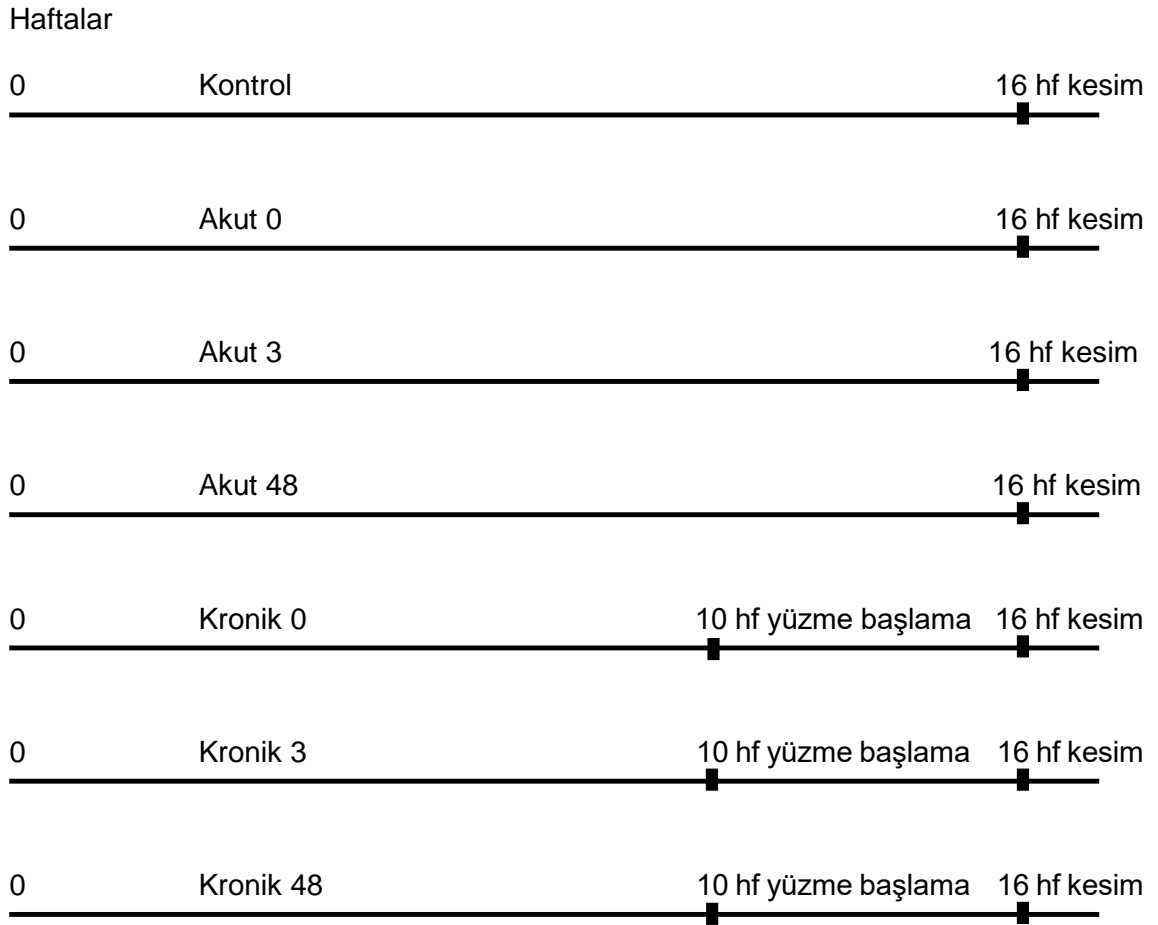 Haftalar
0 Kontrol 16 hf kesim
0 Akut 0 16 hf kesim
0 Akut 3 16 hf kesim
0 Akut 48 16 hf kesim
0 Kronik 0 10 hf yüzme başlama 16 hf kesim
0 Kronik 3 10 hf yüzme başlama 16 hf kesim
0 Kronik 48 10 hf yüzme başlama 16 hf kesim